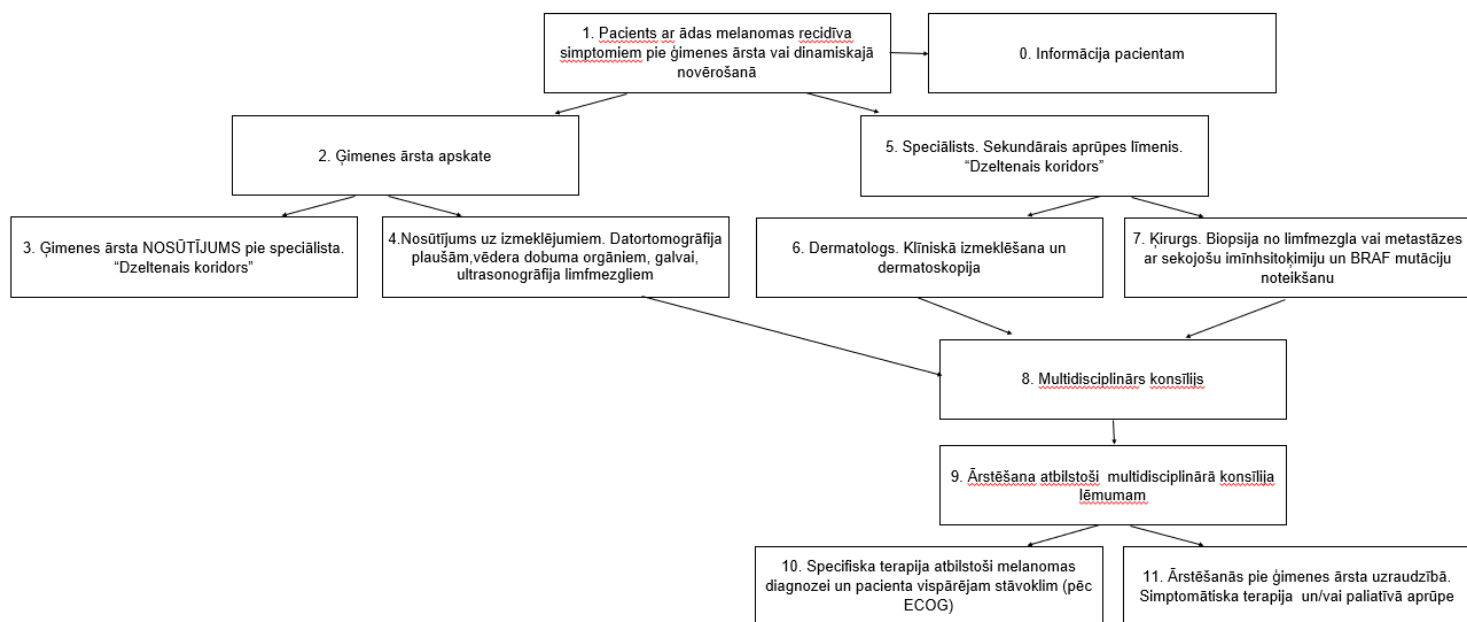 1. Pacients ar ādas melanomas recidīva
simptomiem pie ģimenes ārsta vai dinamiskajā
novērošanā
0. Informācija pacientam
2. Ģimenes ārsta apskate
5. Speciālists. Sekundārais aprūpes līmenis.
“Dzeltenais koridors”
3. Ģimenes ārsta NOSŪTĪJUMS pie speciālista.
“Dzeltenais koridors”
4.Nosūtījums uz izmeklējumiem. Datortomogrāfija
plaušām,vēdera dobuma orgāniem, galvai,
ultrasonogrāfija limfmezgliem
6. Dermatologs. Klīniskā izmeklēšana un
dermatoskopija
7. Ķirurgs. Biopsija no limfmezgla vai metastāzes
ar sekojošu imīnhsitoķimiju un BRAF mutāciju
noteikšanu
8. Multidisciplinārs konsīlijs
9. Ārstēšana atbilstoši  multidisciplinārā konsīlija
lēmumam
10. Specifiska terapija atbilstoši melanomas
diagnozei un pacienta vispārējam stāvoklim (pēc
ECOG)
11. Ārstēšanās pie ģimenes ārsta uzraudzībā.
Simptomātiska terapija  un/vai paliatīvā aprūpe